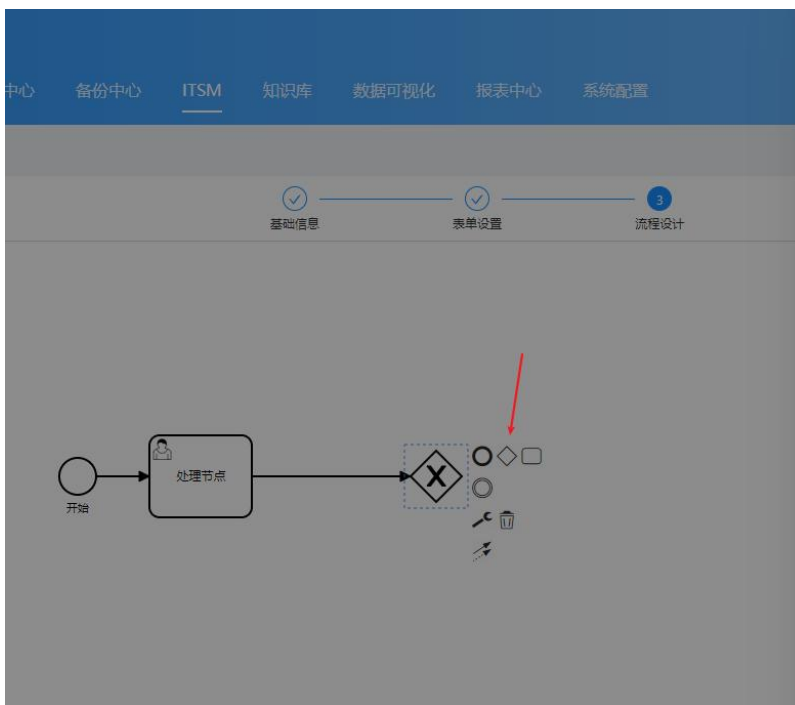 中心 备份中心 ITSM 知识库 数据可视化 报表中心 系统配置
3
基础信息 表单设置 流程设计
处理节点
X
开始